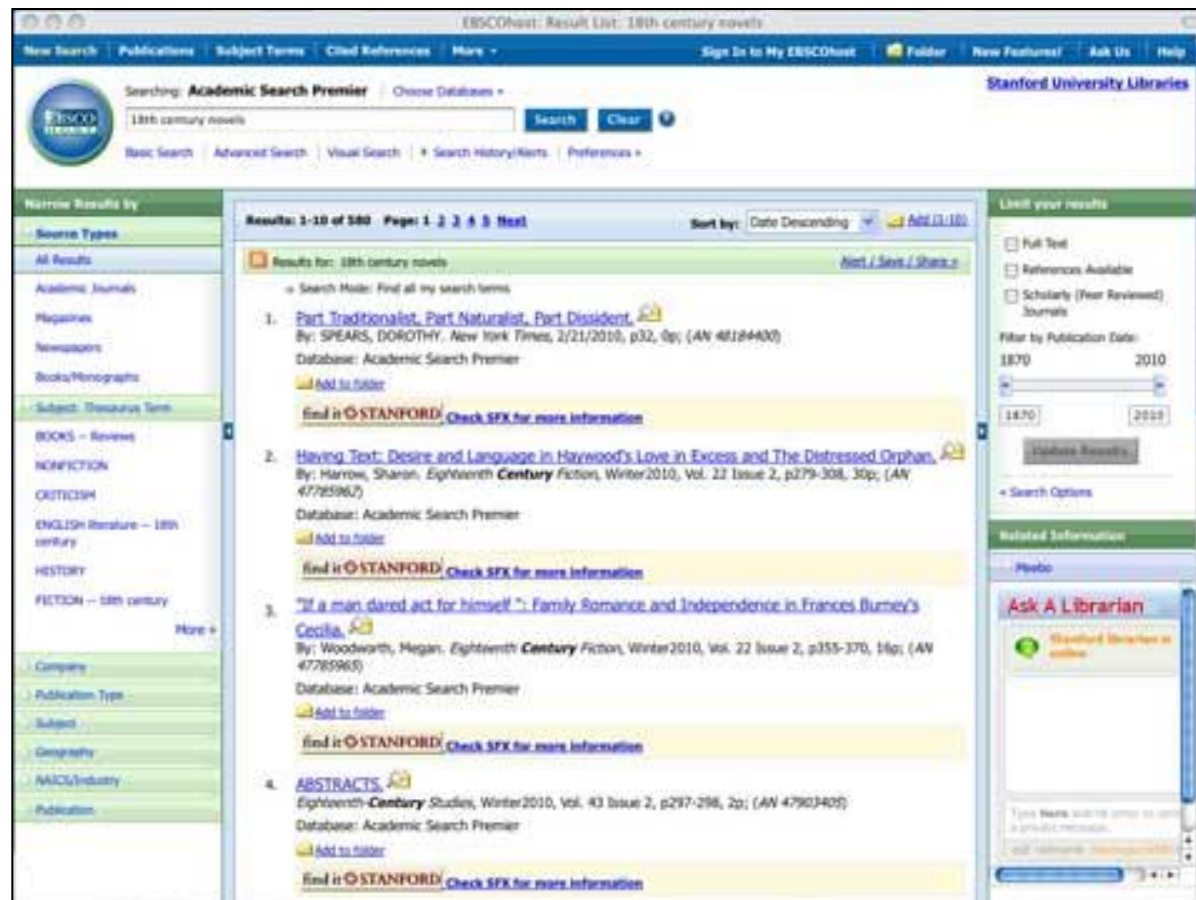 EBSCOhost: Result List: 18th century novels
New Search Publications Subject Terms Cited References More
Sign In to My EBSCOhost Folder New Features! Ask Us Help
Stanford University Libraries
EBSCO
Searching: Academic Search Premier Choose Databases »
18th century novels
Search Clear
Basic Search Advanced Search Visual Search Search History/Alerts Preferences »
Narrow Results by
Source Types
All Results
Academic Journals
Magazines
Newspapers
Books/Monographs
Subject: Thesaurus Term
BOOKS -- Reviews
NONFICTION
CRITICISM
ENGLISH literature -- 18th
century
HISTORY
FICTION -- 18th century
More »
Company
Publication Type
Subject
Geography
NAICS/Industry
Publication
Results: 1-10 of 580 Page: 1 2 3 4 5 Next
Sort by: Date Descending Add (1-10)
Results for: 18th century novels
Alert / Save / Share »
Search Mode: Find all my search terms
1. Part Traditionalist, Part Naturalist, Part Dissident.
By: SPEARS, DOROTHY. New York Times, 2/21/2010, p32, 0p; (AN 48184400)
Database: Academic Search Premier
Add to folder
find it @ STANFORD Check SFX for more information
2. Having Text: Desire and Language in Haywood's Love in Excess and The Distressed Orphan.
By: Harrow, Sharon. Eighteenth Century Fiction, Winter2010, Vol. 22 Issue 2, p279-308, 30p; (AN
47785962)
Database: Academic Search Premier
Add to folder
find it @ STANFORD Check SFX for more information
3. "If a man dared act for himself ": Family Romance and Independence in Frances Burney's
Cecilia.
By: Woodworth, Megan. Eighteenth Century Fiction, Winter2010, Vol. 22 Issue 2, p355-370, 16p; (AN
47785965)
Database: Academic Search Premier
Add to folder
find it @ STANFORD Check SFX for more information
4. ABSTRACTS.
Eighteenth-Century Studies, Winter2010, Vol. 43 Issue 2, p297-298, 2p; (AN 47903405)
Database: Academic Search Premier
Add to folder
find it @ STANFORD Check SFX for more information
Limit your results
Full Text
References Available
Scholarly (Peer Reviewed)
Journals
Filter by Publication Date:
1870 2010
1870 2010
Update Results
« Search Options
Related Information
Meebo
Ask A Librarian
Stanford librarian is
online
Type here and hit enter to send
a private message.